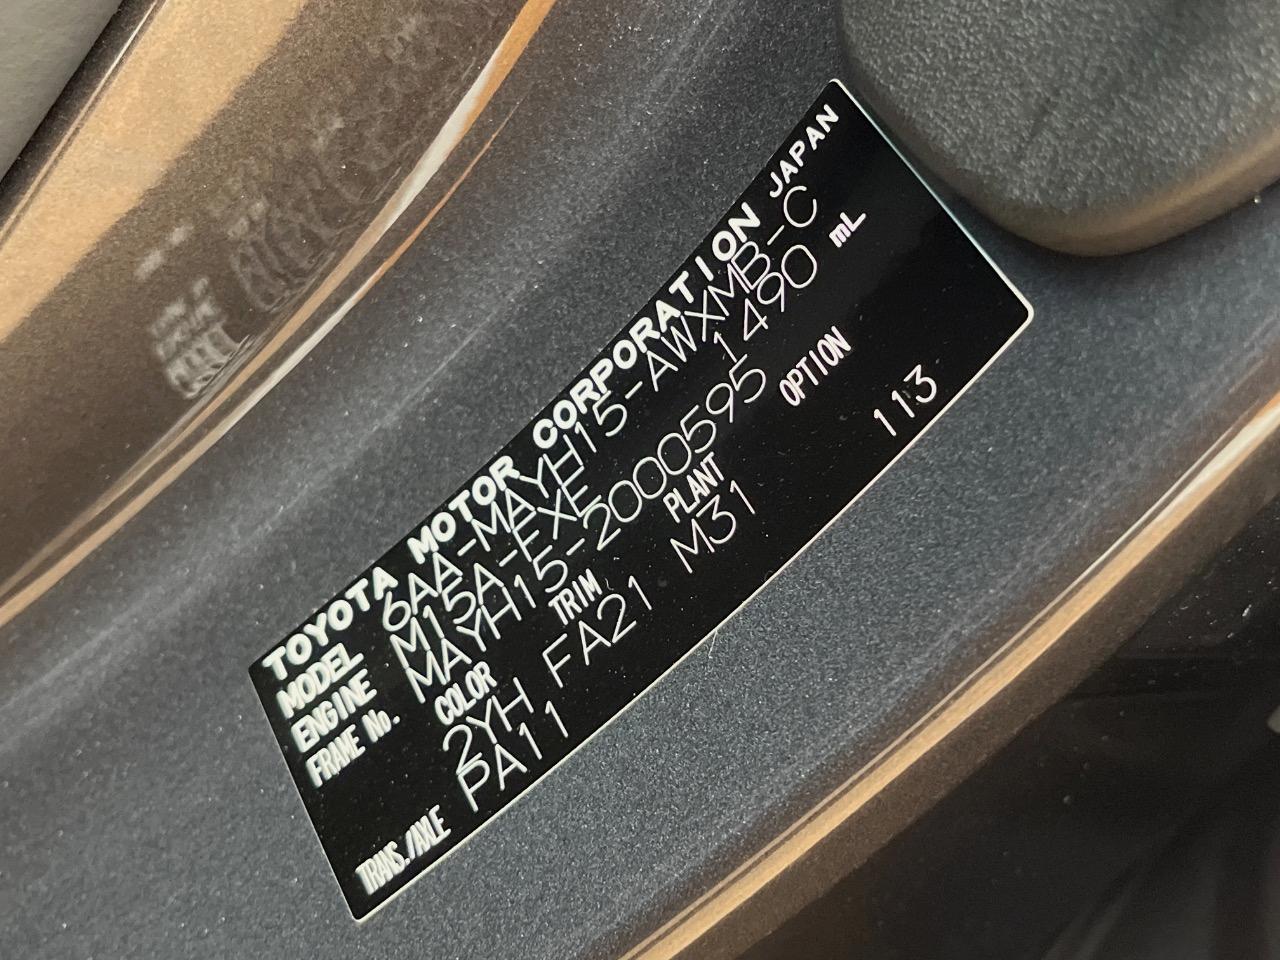 TOYOTA MOTOR CORPORATION JAPAN
MODEL 6AA-MAYH15-AWXMB-C
ENGINE M15A-FXE 1490 mL
FRAME No. MAYH15-2000595
COLOR TRIM PLANT OPTION
2YH FA21 M31 113
TRANS./AXLE PA11